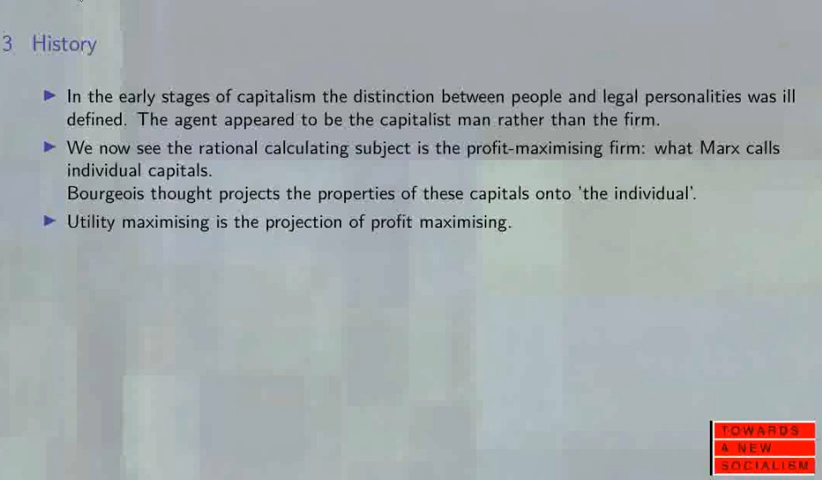 3 History
▶ In the early stages of capitalism the distinction between people and legal personalities was ill
defined. The agent appeared to be the capitalist man rather than the firm.
▶ We now see the rational calculating subject is the profit-maximising firm: what Marx calls
individual capitals.
Bourgeois thought projects the properties of these capitals onto 'the individual'.
▶ Utility maximising is the projection of profit maximising.
TOWARDS
A NEW
SOCIALISM